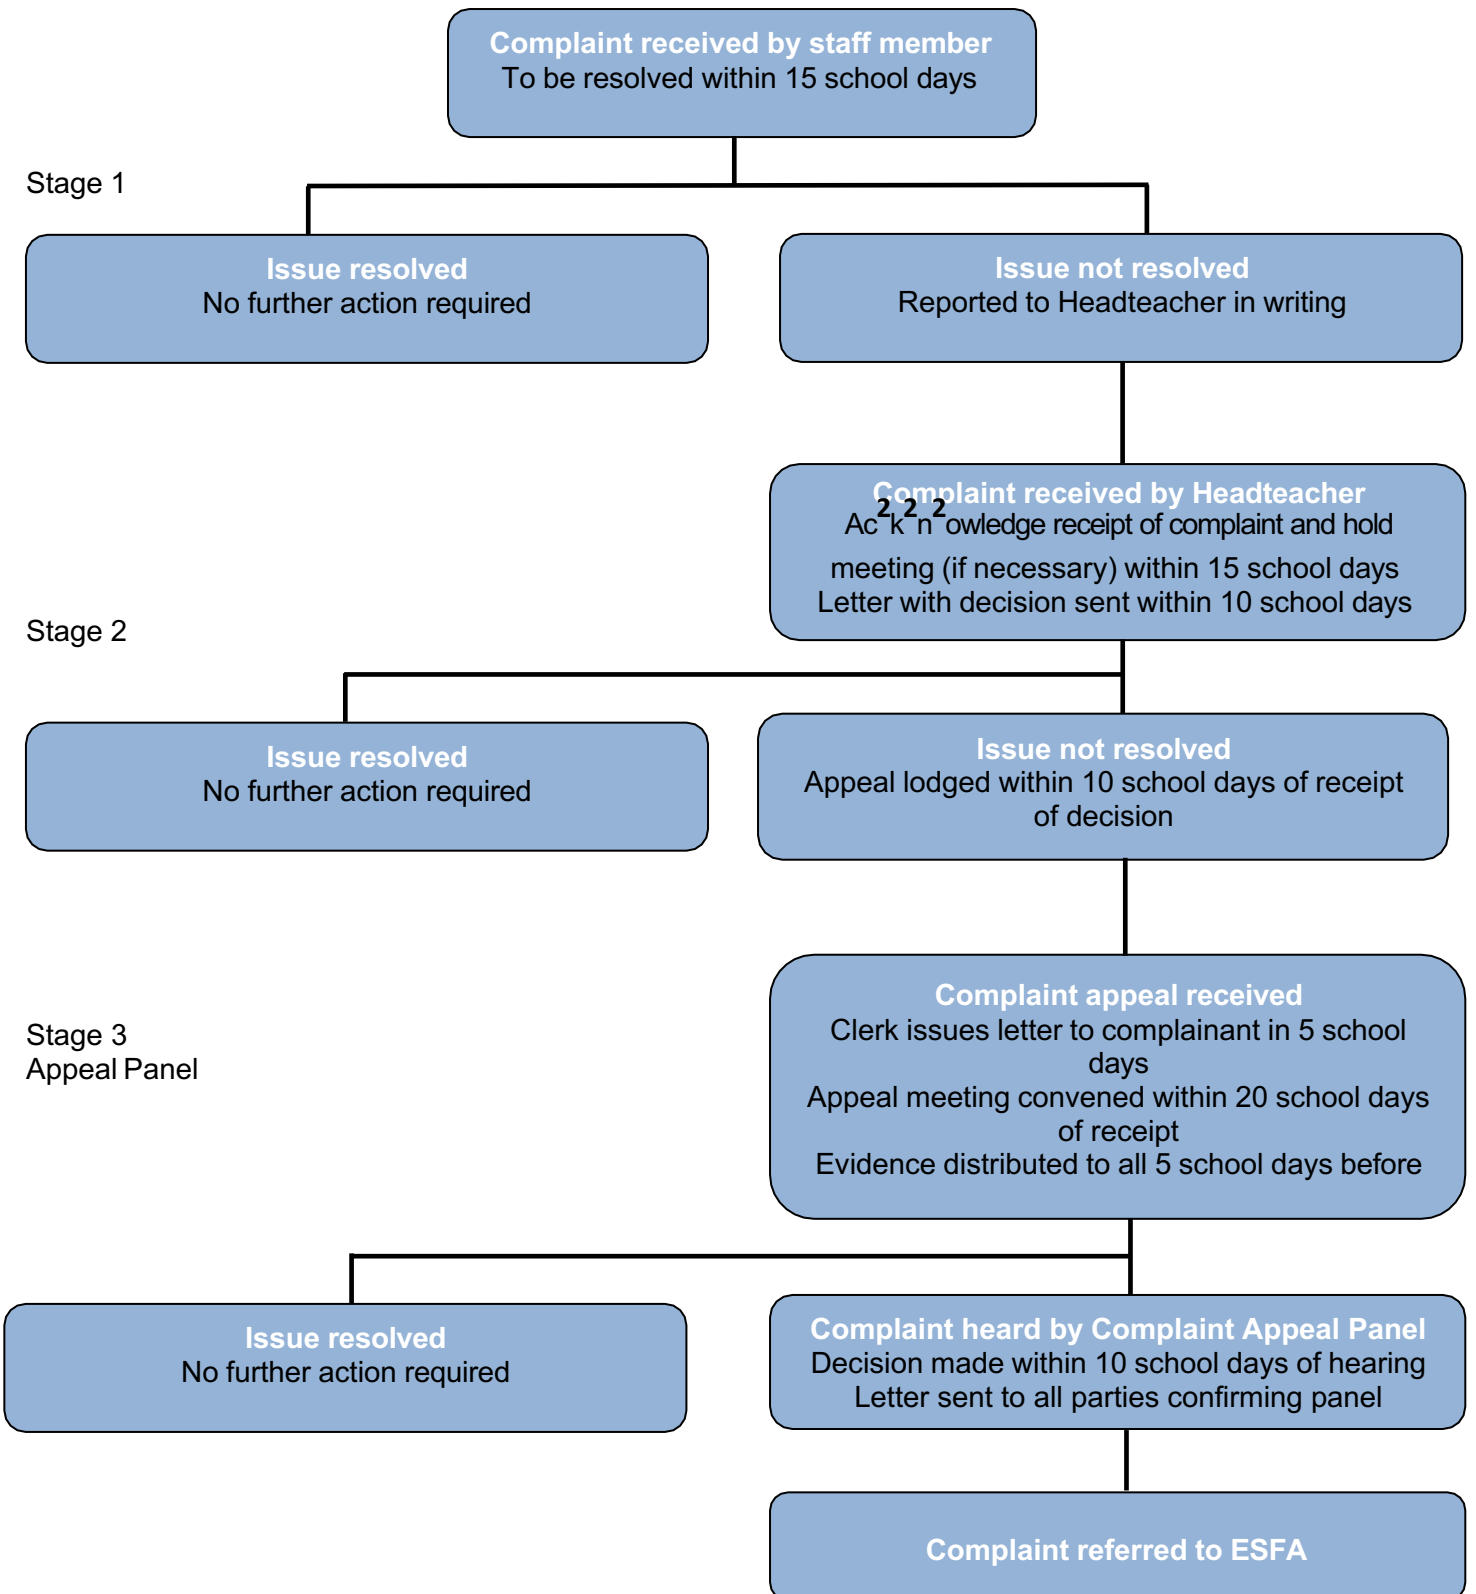 Complaint received by staff member
To be resolved within 15 school days
Stage 1
Issue resolved
No further action required
Issue not resolved
Reported to Headteacher in writing
Complaint received by Headteacher
Ac2k2n2owledge receipt of complaint and hold
meeting (if necessary) within 15 school days
Letter with decision sent within 10 school days
Stage 2
Issue resolved
No further action required
Issue not resolved
Appeal lodged within 10 school days of receipt
of decision
Stage 3
Appeal Panel
Complaint appeal received
Clerk issues letter to complainant in 5 school
days
Appeal meeting convened within 20 school days
of receipt
Evidence distributed to all 5 school days before
Issue resolved
No further action required
Complaint heard by Complaint Appeal Panel
Decision made within 10 school days of hearing
Letter sent to all parties confirming panel
Complaint referred to ESFA